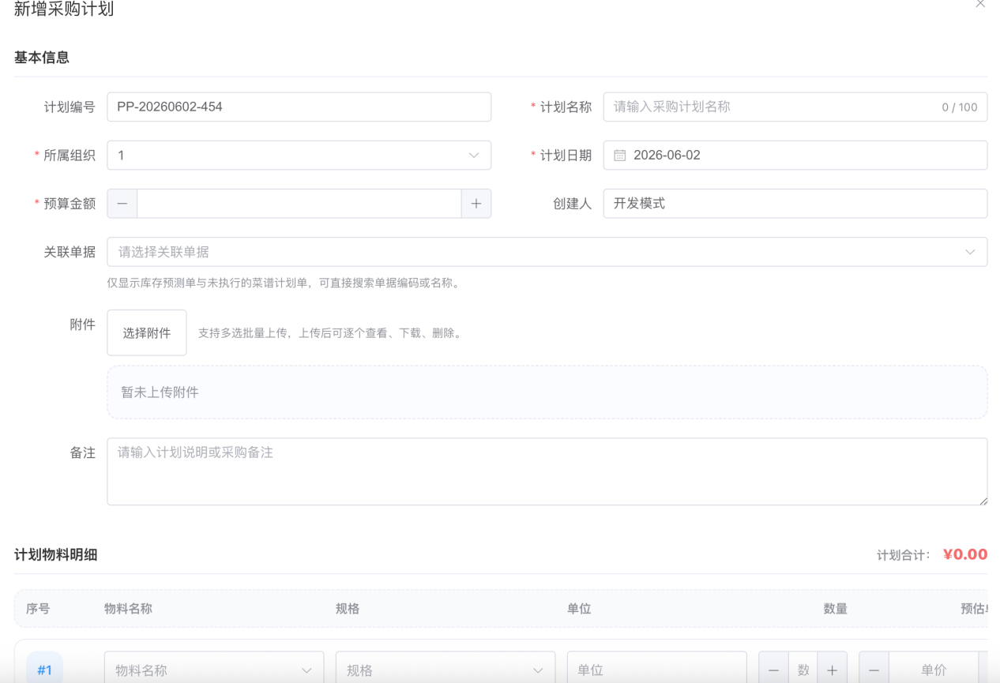 新增采购计划
基本信息
计划编号 PP-20260602-454 * 计划名称 请输入采购计划名称 0 / 100
* 所属组织 1 * 计划日期 2026-06-02
* 预算金额 创建人 开发模式
关联单据 请选择关联单据
仅显示库存预测单与未执行的菜谱计划单，可直接搜索单据编码或名称。
附件 选择附件 支持多选批量上传，上传后可逐个查看、下载、删除。
暂未上传附件
备注 请输入计划说明或采购备注
计划物料明细 计划合计： ¥0.00
序号 物料名称 规格 单位 数量 预估
#1 物料名称 规格 单位 数 单价